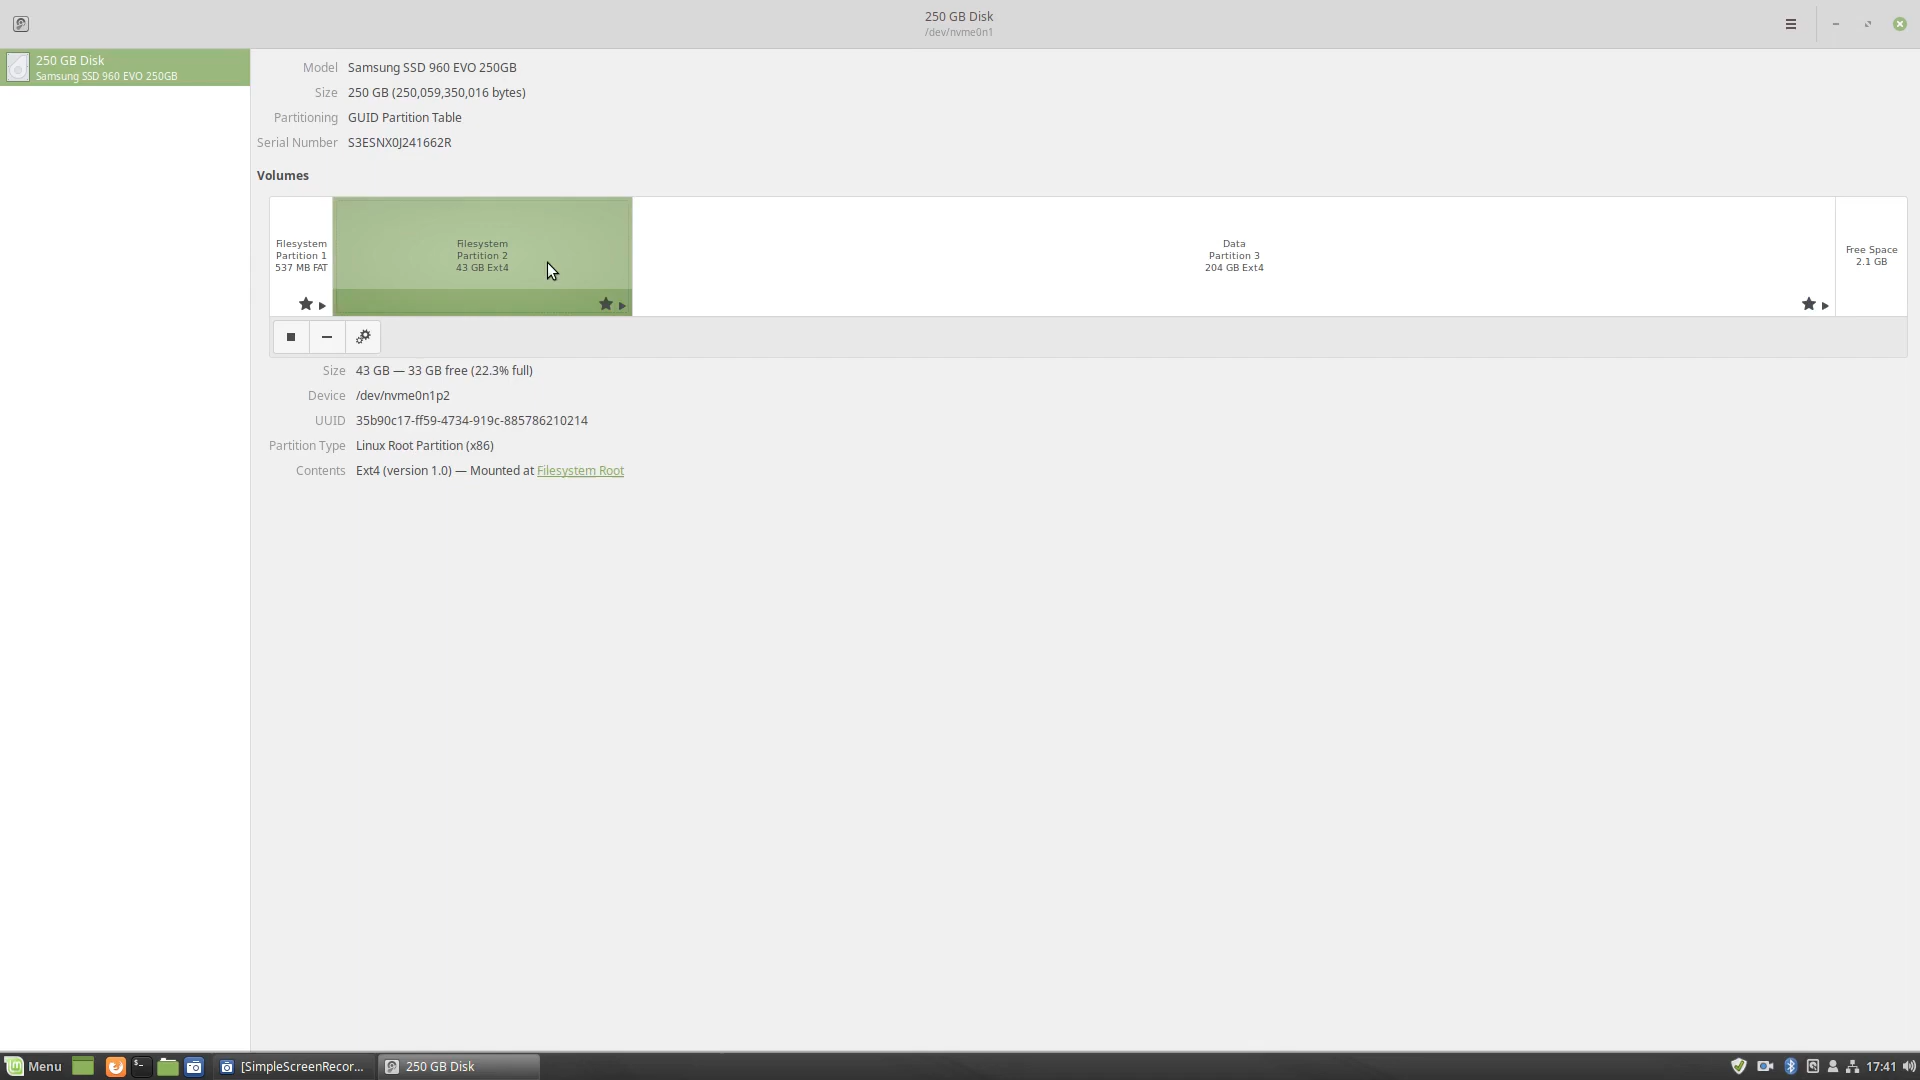 250 GB Disk
/dev/nvme0n1
250 GB Disk
Samsung SSD 960 EVO 250GB
Model Samsung SSD 960 EVO 250GB
Size 250 GB (250,059,350,016 bytes)
Partitioning GUID Partition Table
Serial Number S3ESNX0J241662R
Volumes
Filesystem
Partition 1
537 MB FAT
Filesystem
Partition 2
43 GB Ext4
Data
Partition 3
204 GB Ext4
Free Space
2.1 GB
Size 43 GB — 33 GB free (22.3% full)
Device /dev/nvme0n1p2
UUID 35b90c17-ff59-4734-919c-885786210214
Partition Type Linux Root Partition (x86)
Contents Ext4 (version 1.0) — Mounted at Filesystem Root
Menu
[SimpleScreenRecor...
250 GB Disk
17:41